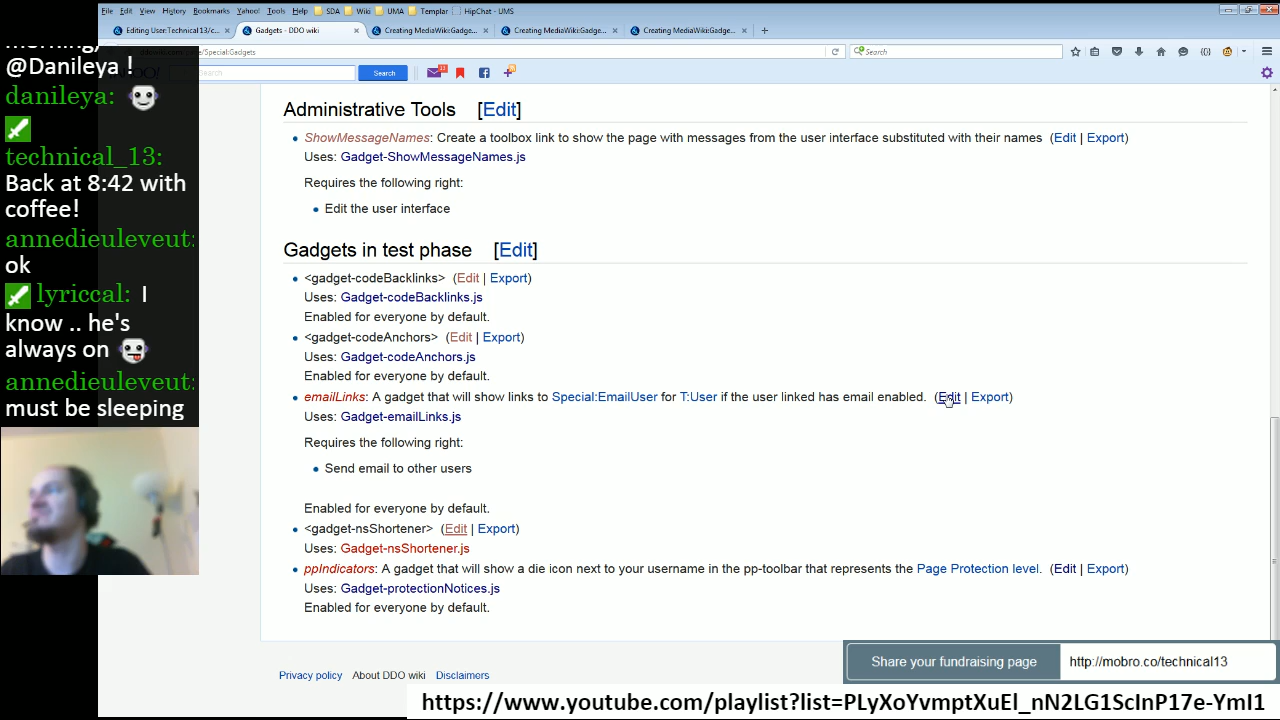 File Edit View History Bookmarks Yahoo! Tools Help SDA Wiki UMA Templar HipChat - UMS
Editing User:Technical 13/c... Gadgets - DDO wiki Creating MediaWiki:Gadge... Creating MediaWiki:Gadge... Creating MediaWiki:Gadge...
/Special:Gadgets Search
Search Search
morning,
@Danileya !
danileya:
technical_13:
Back at 8:42 with
coffee!
annedieuleveut:
ok
lyriccal: I
know .. he's
always on
annedieuleveut:
must be sleeping
Administrative Tools [Edit]
ShowMessageNames: Create a toolbox link to show the page with messages from the user interface substituted with their names (Edit | Export)
Uses: Gadget-ShowMessageNames.js
Requires the following right:
Edit the user interface
Gadgets in test phase [Edit]
<gadget-codeBacklinks> (Edit | Export)
Uses: Gadget-codeBacklinks.js
Enabled for everyone by default.
<gadget-codeAnchors> (Edit | Export)
Uses: Gadget-codeAnchors.js
Enabled for everyone by default.
emailLinks: A gadget that will show links to Special:EmailUser for T:User if the user linked has email enabled. (Edit | Export)
Uses: Gadget-emailLinks.js
Requires the following right:
Send email to other users
Enabled for everyone by default.
<gadget-nsShortener> (Edit | Export)
Uses: Gadget-nsShortener.js
ppIndicators: A gadget that will show a die icon next to your username in the pp-toolbar that represents the Page Protection level. (Edit | Export)
Uses: Gadget-protectionNotices.js
Enabled for everyone by default.
Privacy policy About DDO wiki Disclaimers
Share your fundraising page http://mobro.co/technical13
https://www.youtube.com/playlist?list=PLyXoYvmptXuEl_nN2LG1ScInP17e-YmI1